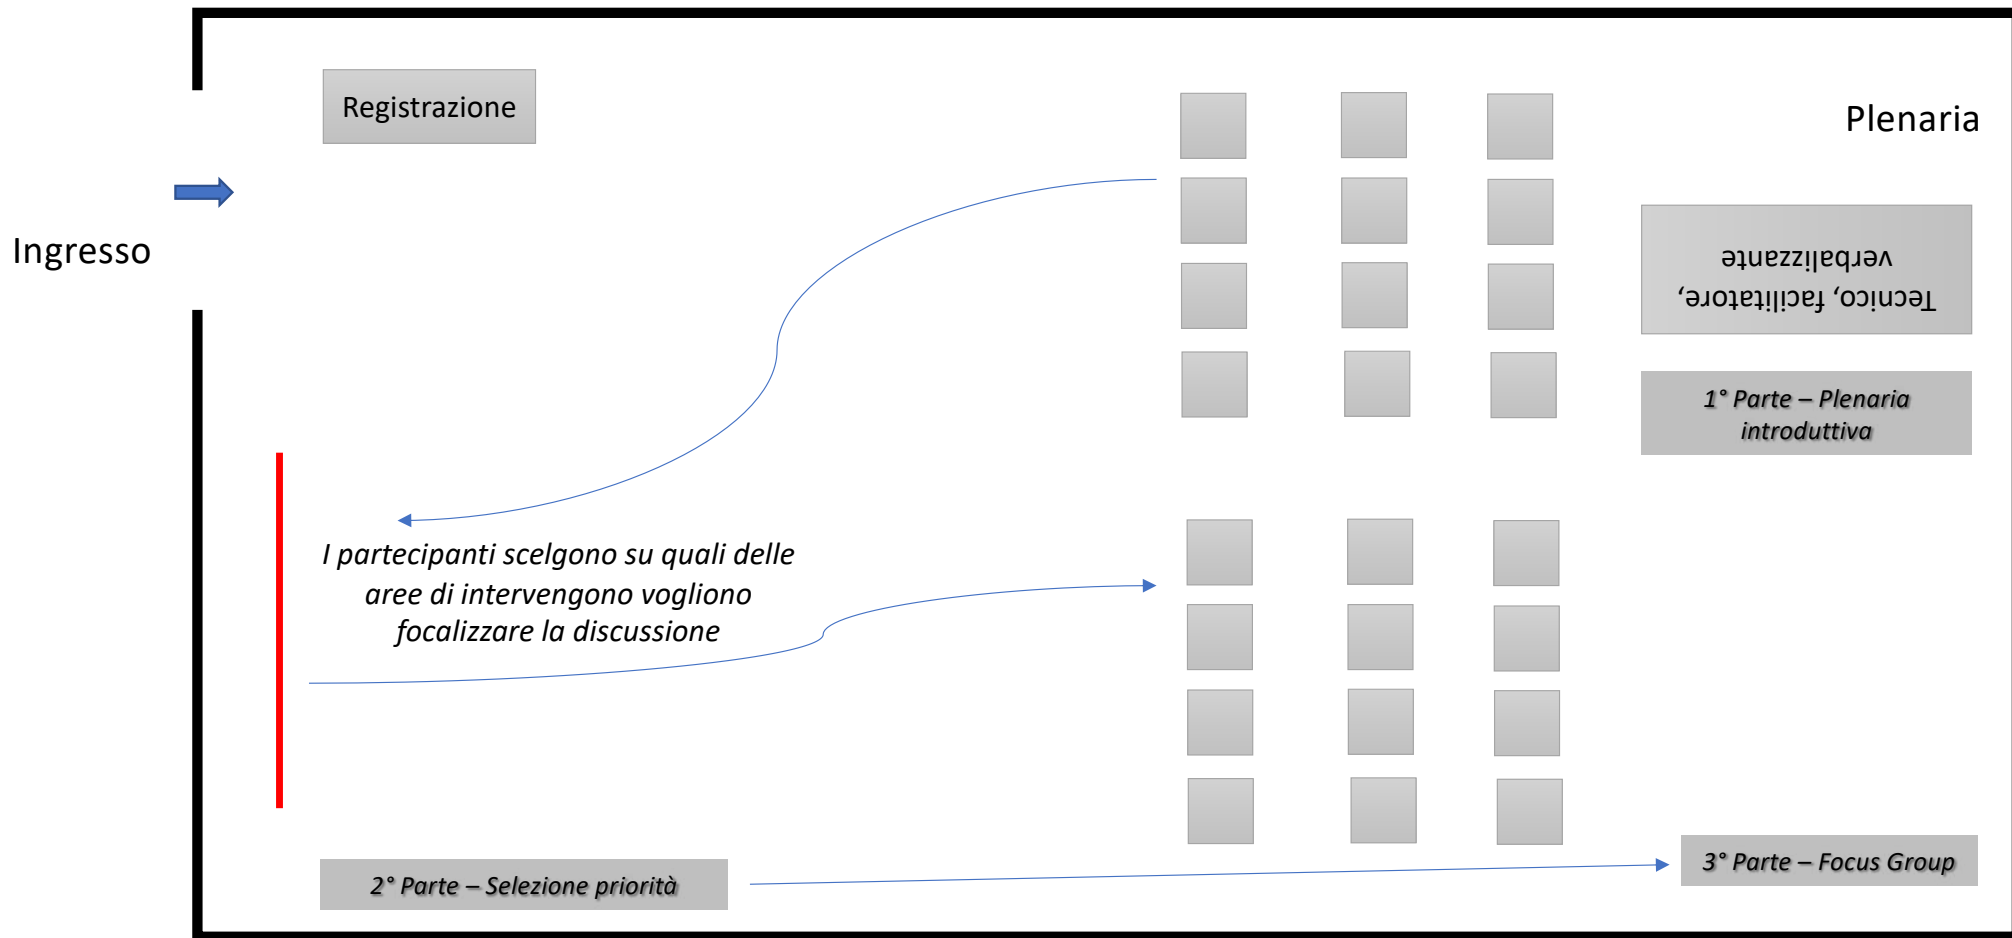 Registrazione
Plenaria
Ingresso
Tecnico, facilitatore,
verbalizzante
1° Parte – Plenaria
introduttiva
I partecipanti scelgono su quali delle
aree di intervengono vogliono
focalizzare la discussione
2° Parte – Selezione priorità
3° Parte – Focus Group